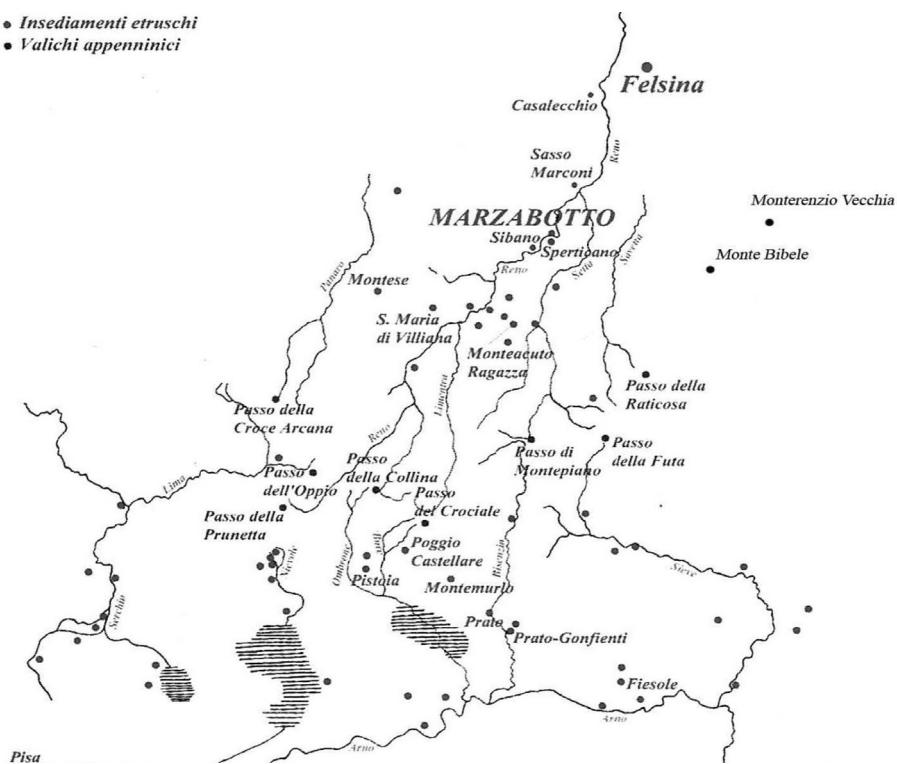 Insediamenti etruschi
Valichi appenninici
Felsina
Casalecchio
Reno
Sasso
Marconi
Monterenzio Vecchia
MARZABOTTO
Sibano
Sperticano
Monte Bibele
Reno
Setta
Savena
Panaro
Montese
S. Maria
di Villiana
Monteacuto
Ragazza
Limentra
Passo della
Raticosa
Passo della
Croce Arcana
Reno
Passo
della Collina
Passo di
Montepiano
Passo
della Futa
Lima
Passo
dell'Oppio
Passo
del Crociale
Passo della
Prunetta
Nievole
Ombrone
Poggio
Castellare
Bisenzio
Sieve
Pistoia
Montemurlo
Serchio
Prato
Prato-Gonfienti
Fiesole
Arno
Arno
Pisa